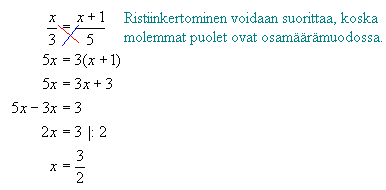 x/3 = (x + 1)/5 Ristiinkertominen voidaan suorittaa, koska
molemmat puolet ovat osamäärämuodossa.
5x = 3(x + 1)
5x = 3x + 3
5x − 3x = 3
2x = 3 |: 2
x = 3/2